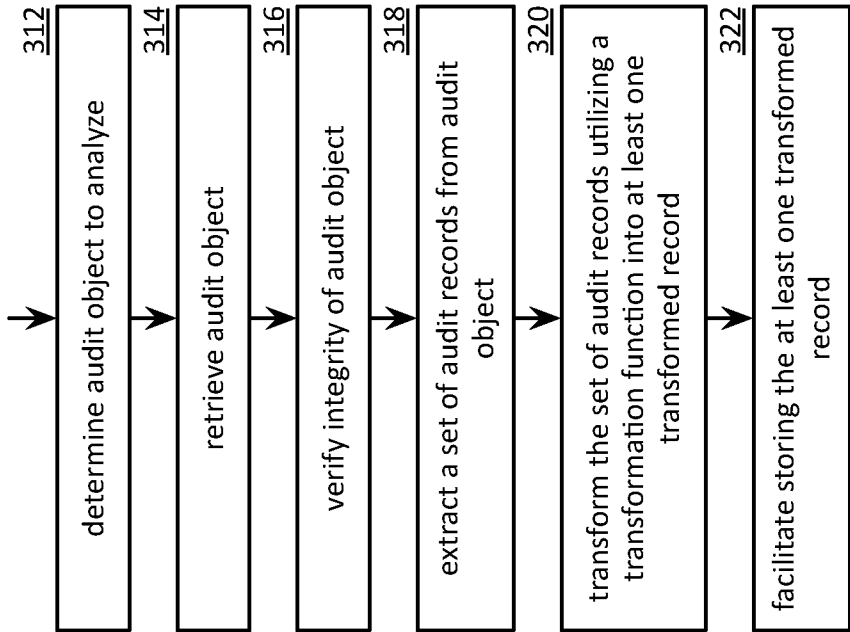 312
determine audit object to analyze
314
retrieve audit object
316
verify integrity of audit object
318
extract a set of audit records from audit
object
320
transform the set of audit records utilizing a
transformation function into at least one
transformed record
322
facilitate storing the at least one transformed
record